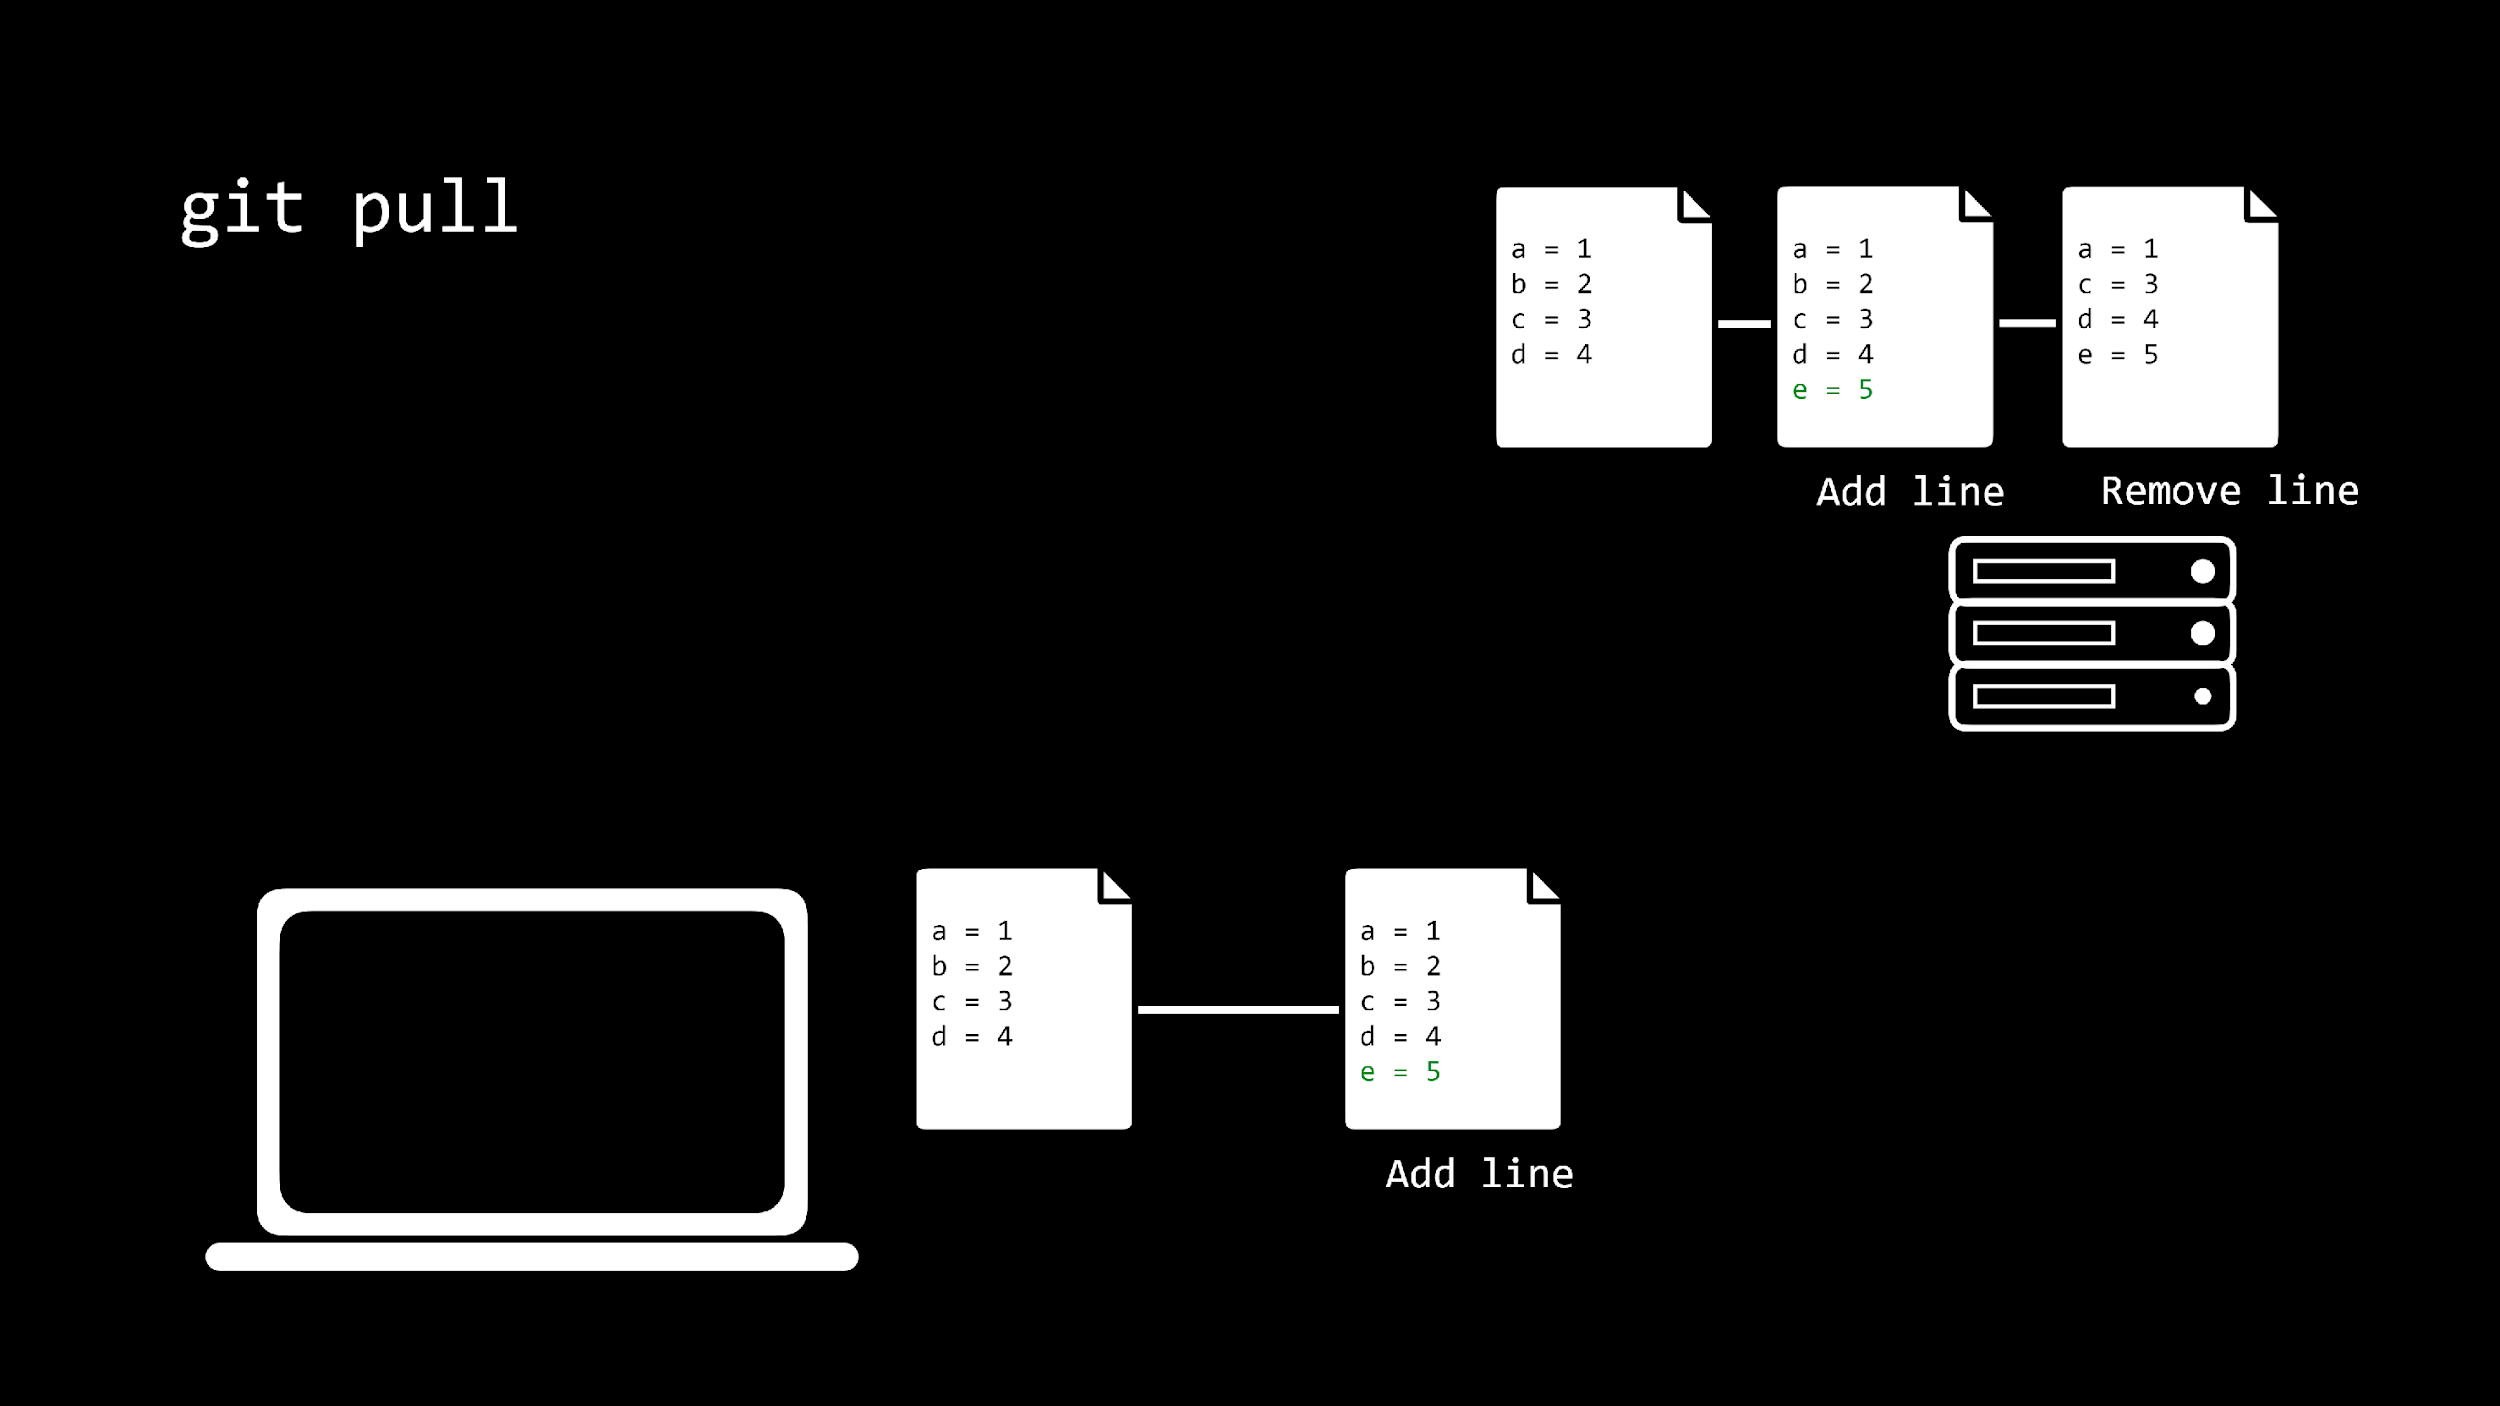 git pull
a = 1
b = 2
c = 3
d = 4
a = 1
b = 2
c = 3
d = 4
e = 5
a = 1
c = 3
d = 4
e = 5
Add line
Remove line
a = 1
b = 2
c = 3
d = 4
a = 1
b = 2
c = 3
d = 4
e = 5
Add line